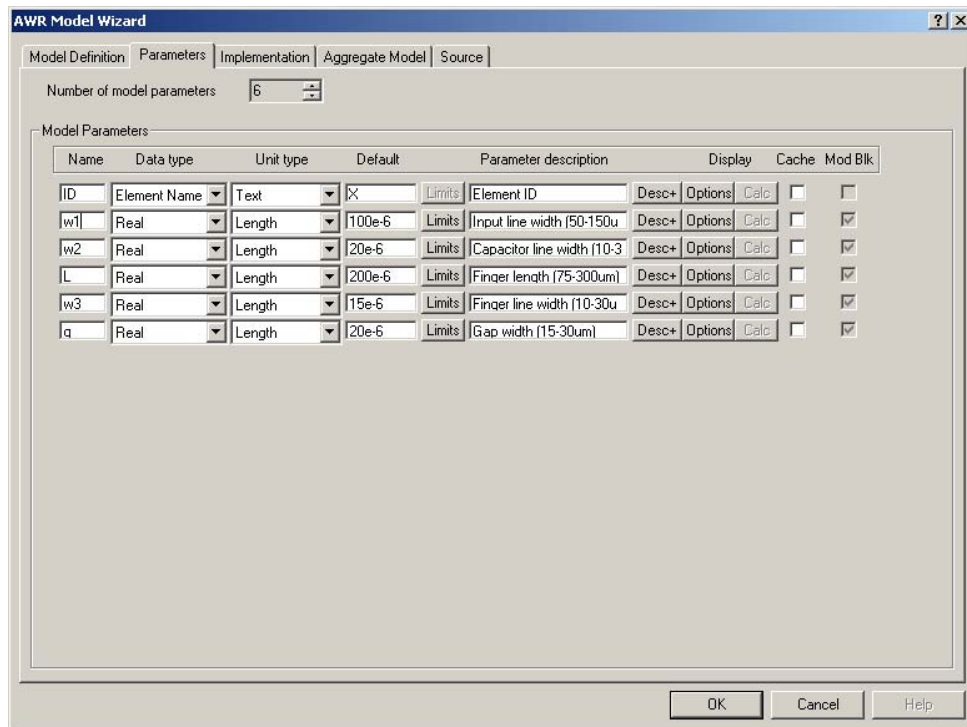 AWR Model Wizard
Model Definition Parameters Implementation Aggregate Model Source
Number of model parameters 6
Model Parameters
Name Data type Unit type Default Parameter description Display Cache Mod Blk
ID Element Name Text X Limits Element ID Desc+ Options Calc
w1 Real Length 100e-6 Limits Input line width (50-150u Desc+ Options Calc
w2 Real Length 20e-6 Limits Capacitor line width (10-3 Desc+ Options Calc
L Real Length 200e-6 Limits Finger length (75-300um) Desc+ Options Calc
w3 Real Length 15e-6 Limits Finger line width (10-30u Desc+ Options Calc
g Real Length 20e-6 Limits Gap width (15-30um) Desc+ Options Calc
OK Cancel Help